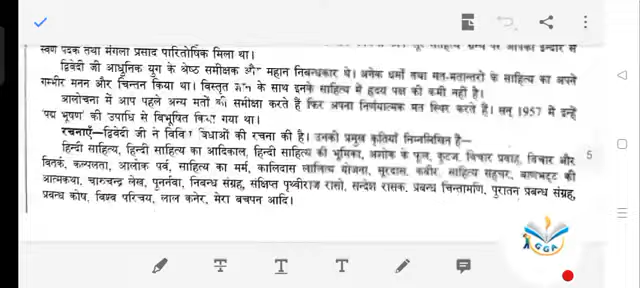 स्वर्ण पदक तथा मंगला प्रसाद पारितोषिक मिला था।
द्विवेदी जी आधुनिक युग के श्रेष्ठ समीक्षक और महान निबन्धकार थे। अनेक धर्मों तथा मत-मतान्तरों के साहित्य का अपने
गम्भीर मनन और चिन्तन किया था। विस्तृत के साथ इनके साहित्य में हृदय पक्ष की कमी नहीं है।
आलोचना में आप पहले अन्य मतों की समीक्षा करते हैं फिर अपना निर्णयात्मक मत स्थिर करते हैं। सन् 1957 में इन्हें
'पद्म भूषण' की उपाधि से विभूषित किया गया था।
रचनाएँ–द्विवेदी जी ने विविध विधाओं की रचना की है। उनकी प्रमुख कृतियाँ निम्नलिखित हैं–
हिन्दी साहित्य, हिन्दी साहित्य का आदिकाल, हिन्दी साहित्य की भूमिका, अशोक के फूल, कुटज, विचार प्रवाह, विचार और
वितर्क, कल्पलता, आलोक पर्व, साहित्य का मर्म, कालिदास लालित्य योजना, सूरदास, कबीर, साहित्य सहचर, बाणभट्ट की
आत्मकथा, चारुचन्द्र लेख, पुनर्नवा, निबन्ध संग्रह, संक्षिप्त पृथ्वीराज रासो, सन्देश रासक, प्रबन्ध चिन्तामणि, पुरातन प्रबन्ध संग्रह,
प्रबन्ध कोष, विश्व परिचय, लाल कनेर, मेरा बचपन आदि।
5
GGA